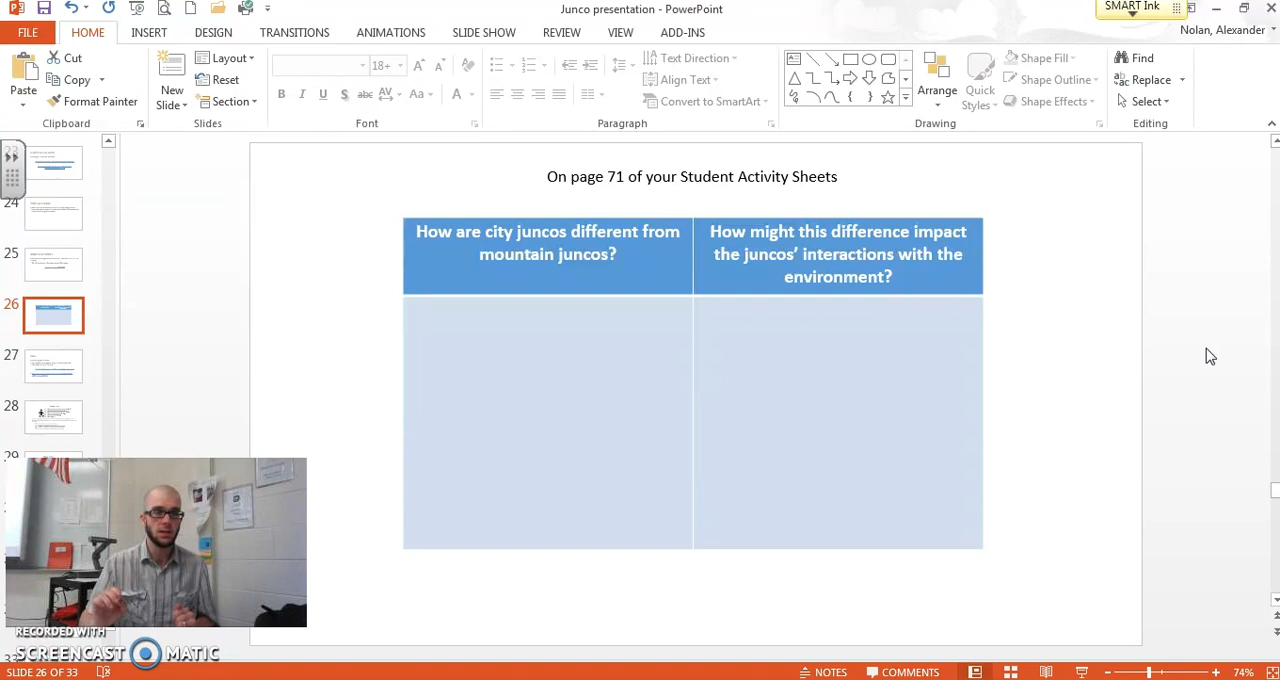 Junco presentation - PowerPoint
SMART Ink
FILE HOME INSERT DESIGN TRANSITIONS ANIMATIONS SLIDE SHOW REVIEW VIEW ADD-INS
Nolan, Alexander
Paste
Cut
Copy
Format Painter
Clipboard
New
Slide
Layout
Reset
Section
Slides
18+
B I U S abc AV Aa A
Font
Text Direction
Align Text
Convert to SmartArt
Paragraph
Arrange
Quick
Styles
Shape Fill
Shape Outline
Shape Effects
Drawing
Find
Replace
Select
Editing
24
25
26
27
28
29
On page 71 of your Student Activity Sheets
How are city juncos different from
mountain juncos?
How might this difference impact
the juncos' interactions with the
environment?
RECORDED WITH
SCREENCAST MATIC
SLIDE 26 OF 33
NOTES
COMMENTS
74%